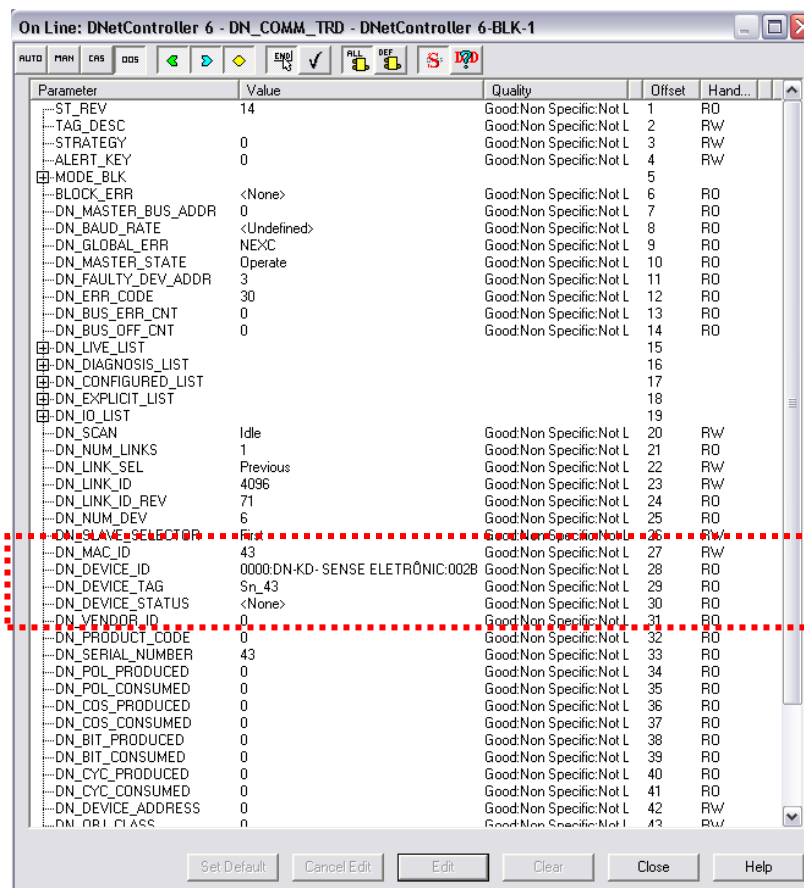 On Line: DNetController 6 - DN_COMM_TRD - DNetController 6-BLK-1
AUTO MAN CAS OOS END! ALL DEF S D?D
Parameter Value Quality Offset Hand...
ST_REV 14 Good:Non Specific:Not L 1 RO
TAG_DESC Good:Non Specific:Not L 2 RW
STRATEGY 0 Good:Non Specific:Not L 3 RW
ALERT_KEY 0 Good:Non Specific:Not L 4 RW
MODE_BLK 5
BLOCK_ERR <None> Good:Non Specific:Not L 6 RO
DN_MASTER_BUS_ADDR 0 Good:Non Specific:Not L 7 RO
DN_BAUD_RATE <Undefined> Good:Non Specific:Not L 8 RO
DN_GLOBAL_ERR NEXC Good:Non Specific:Not L 9 RO
DN_MASTER_STATE Operate Good:Non Specific:Not L 10 RO
DN_FAULTY_DEV_ADDR 3 Good:Non Specific:Not L 11 RO
DN_ERR_CODE 30 Good:Non Specific:Not L 12 RO
DN_BUS_ERR_CNT 0 Good:Non Specific:Not L 13 RO
DN_BUS_OFF_CNT 0 Good:Non Specific:Not L 14 RO
DN_LIVE_LIST 15
DN_DIAGNOSIS_LIST 16
DN_CONFIGURED_LIST 17
DN_EXPLICIT_LIST 18
DN_IO_LIST 19
DN_SCAN Idle Good:Non Specific:Not L 20 RW
DN_NUM_LINKS 1 Good:Non Specific:Not L 21 RO
DN_LINK_SEL Previous Good:Non Specific:Not L 22 RW
DN_LINK_ID 4096 Good:Non Specific:Not L 23 RW
DN_LINK_ID_REV 71 Good:Non Specific:Not L 24 RO
DN_NUM_DEV 6 Good:Non Specific:Not L 25 RO
DN_SLAVE_SELECTOR First Good:Non Specific:Not L 26 RW
DN_MAC_ID 43 Good:Non Specific:Not L 27 RW
DN_DEVICE_ID 0000:DN-KD- SENSE ELETRÔNIC:002B Good:Non Specific:Not L 28 RO
DN_DEVICE_TAG Sn_43 Good:Non Specific:Not L 29 RO
DN_DEVICE_STATUS <None> Good:Non Specific:Not L 30 RO
DN_VENDOR_ID 0 Good:Non Specific:Not L 31 RO
DN_PRODUCT_CODE 0 Good:Non Specific:Not L 32 RO
DN_SERIAL_NUMBER 43 Good:Non Specific:Not L 33 RO
DN_POL_PRODUCED 0 Good:Non Specific:Not L 34 RO
DN_POL_CONSUMED 0 Good:Non Specific:Not L 35 RO
DN_COS_PRODUCED 0 Good:Non Specific:Not L 36 RO
DN_COS_CONSUMED 0 Good:Non Specific:Not L 37 RO
DN_BIT_PRODUCED 0 Good:Non Specific:Not L 38 RO
DN_BIT_CONSUMED 0 Good:Non Specific:Not L 39 RO
DN_CYC_PRODUCED 0 Good:Non Specific:Not L 40 RO
DN_CYC_CONSUMED 0 Good:Non Specific:Not L 41 RO
DN_DEVICE_ADDRESS 0 Good:Non Specific:Not L 42 RW
DN_OBJ_CLASS 0 Good:Non Specific:Not L 43 RW
Set Default Cancel Edit Edit Clear Close Help